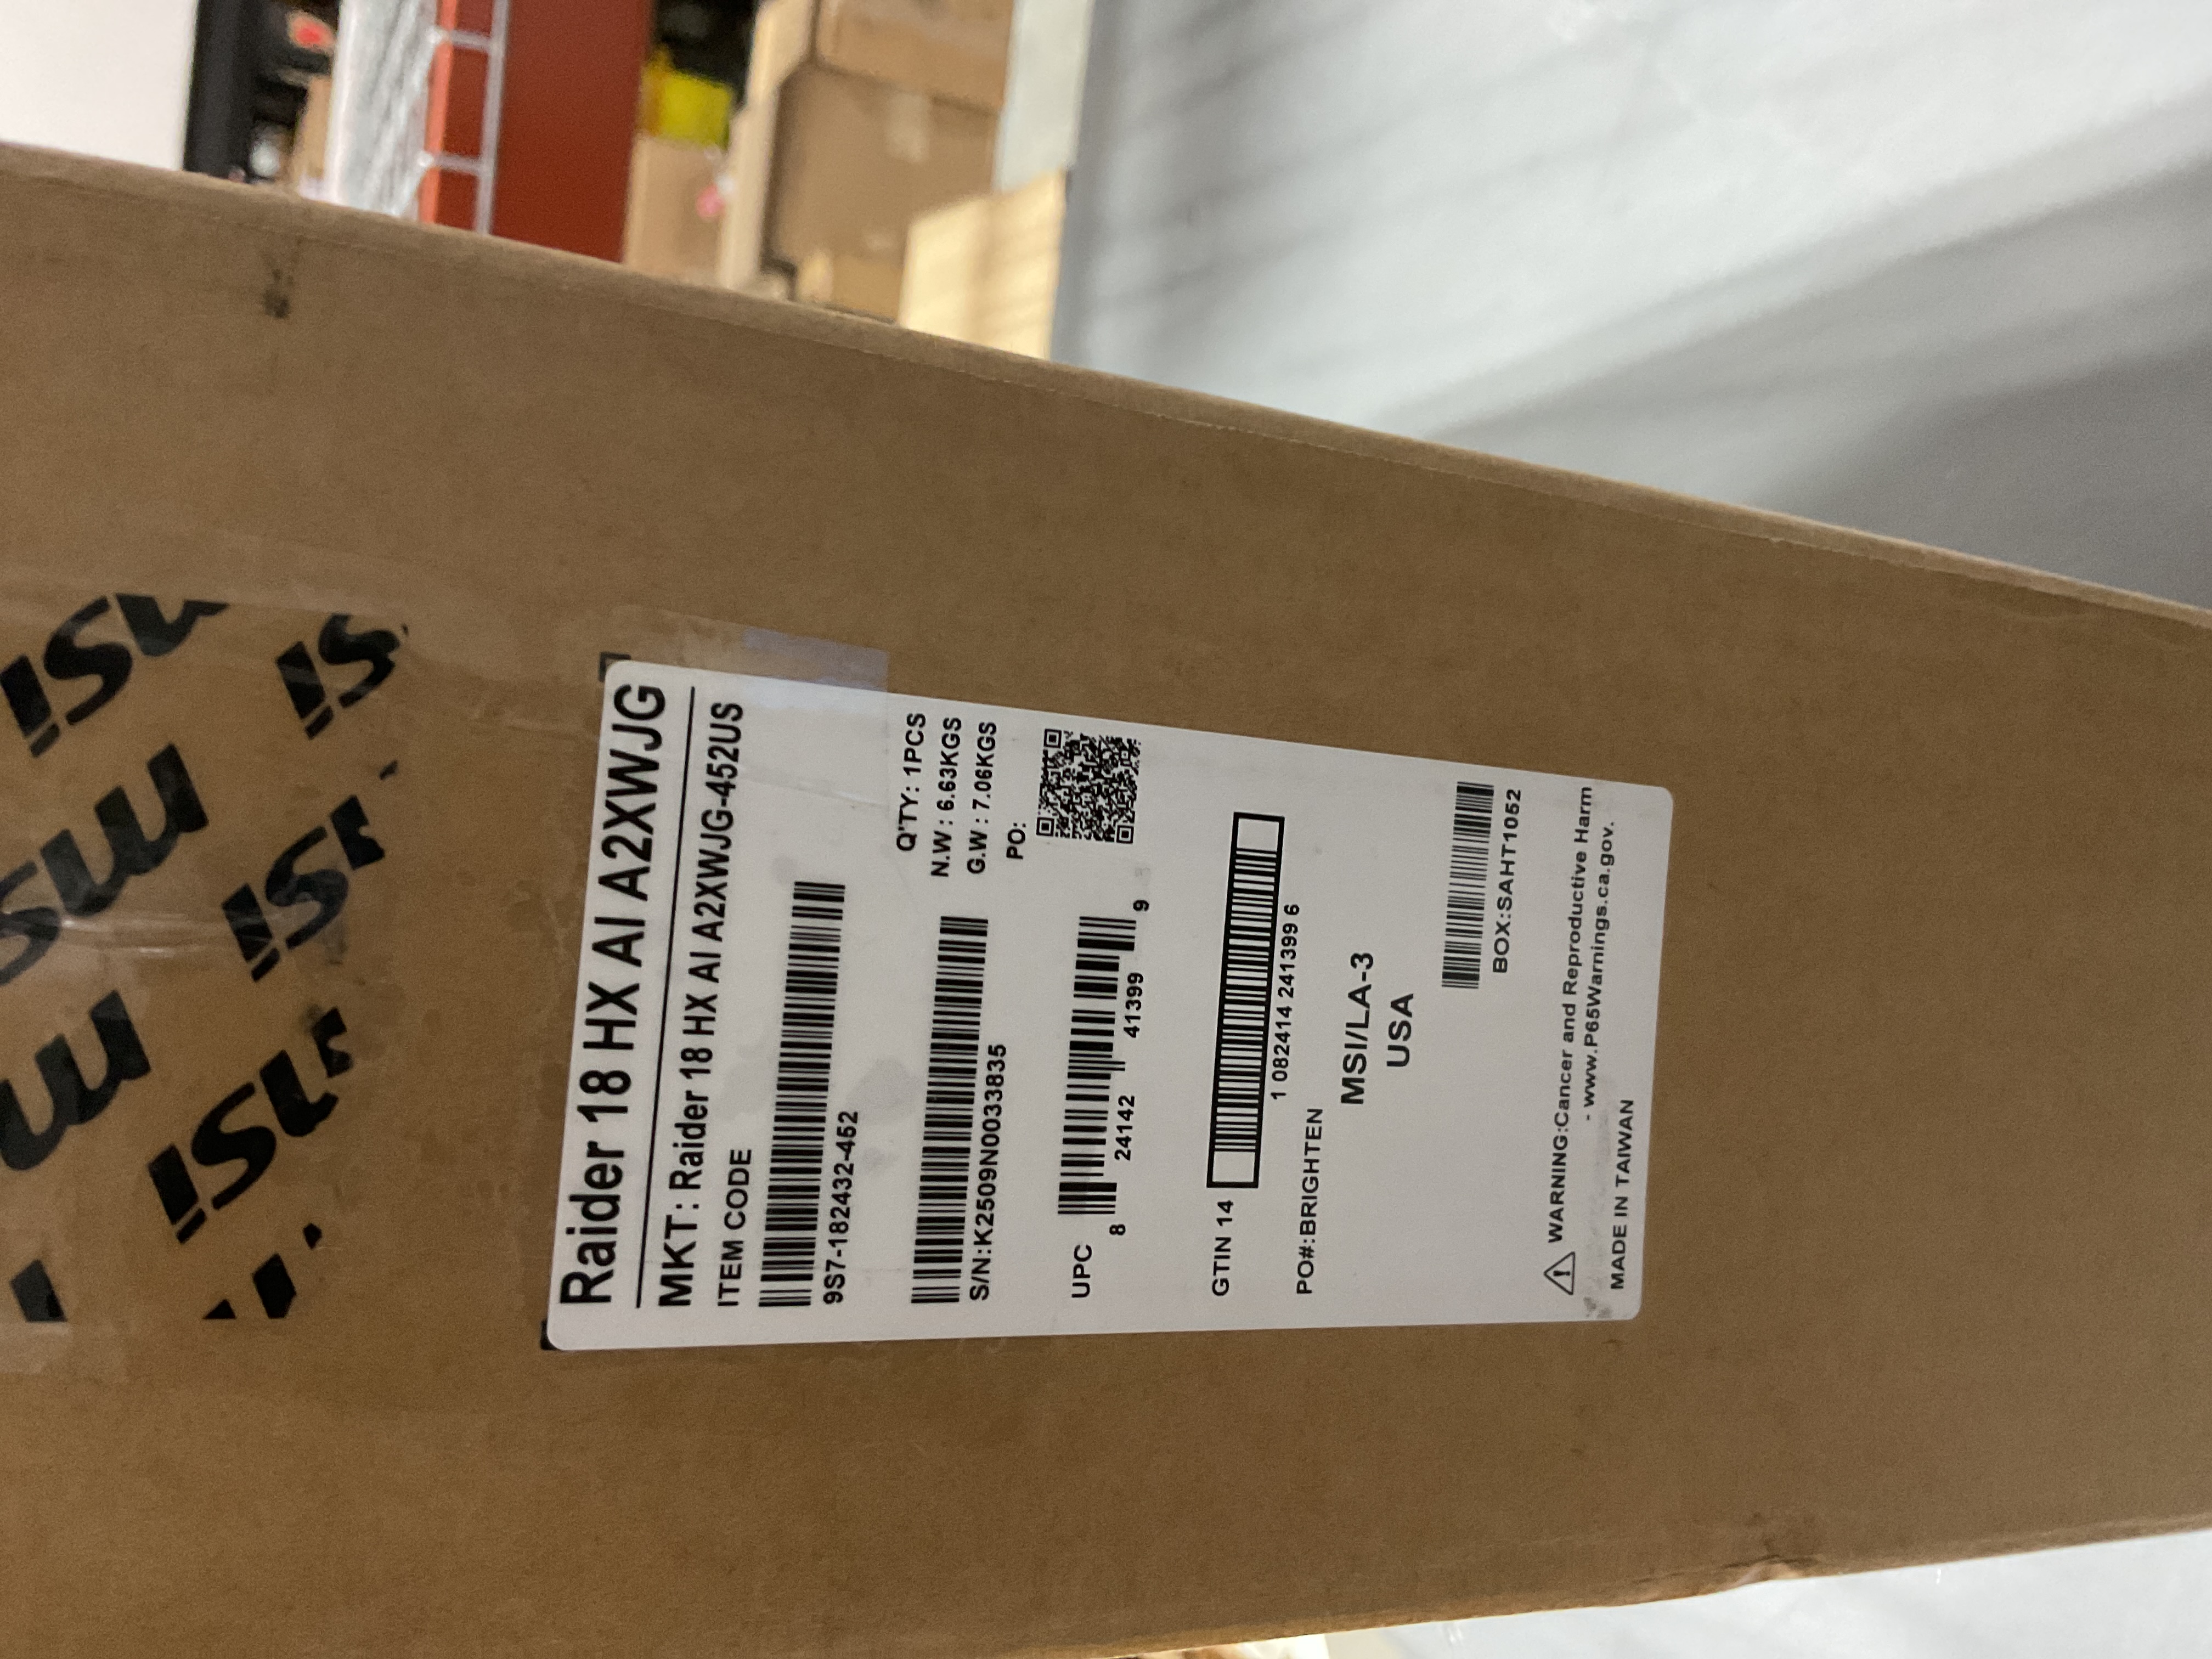 Raider 18 HX AI A2XWJG
MKT: Raider 18 HX AI A2XWJG-452US
ITEM CODE
9S7-182432-452
Q'TY: 1PCS
N.W : 6.63KGS
S/N:K2509N0033835
G.W : 7.06KGS
PO:
UPC
8 24142 41399 9
GTIN 14
1 0824142 41399 6
PO#:BRIGHTEN
MSI/LA-3
USA
BOX:SAHT1052
WARNING:Cancer and Reproductive Harm
- www.P65Warnings.ca.gov.
MADE IN TAIWAN
msi
msi
msi
msi